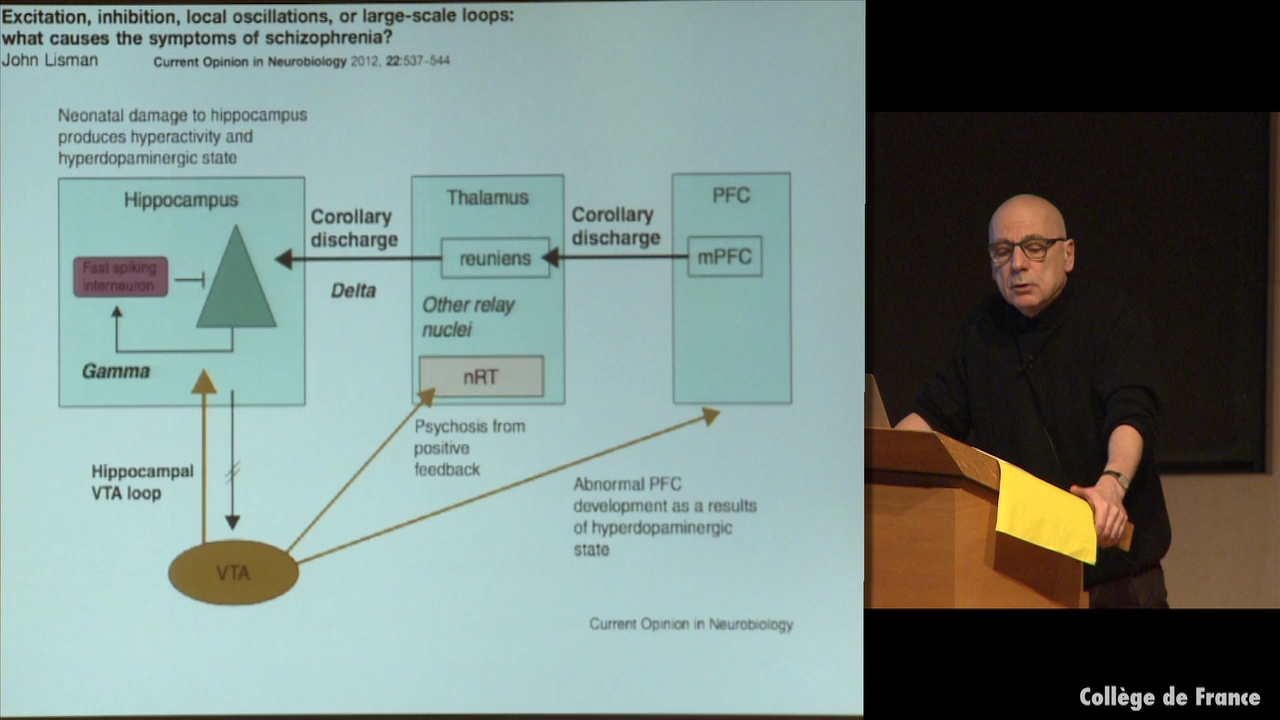 Excitation, inhibition, local oscillations, or large-scale loops:
what causes the symptoms of schizophrenia?
John Lisman
Current Opinion in Neurobiology 2012, 22:537–544
Neonatal damage to hippocampus
produces hyperactivity and
hyperdopaminergic state
Hippocampus
Fast spiking
interneuron
Gamma
Corollary
discharge
Delta
Thalamus
reuniens
Other relay
nuclei
nRT
Corollary
discharge
PFC
mPFC
Psychosis from
positive
feedback
Hippocampal
VTA loop
Abnormal PFC
development as a results
of hyperdopaminergic
state
VTA
Current Opinion in Neurobiology
Collège de France